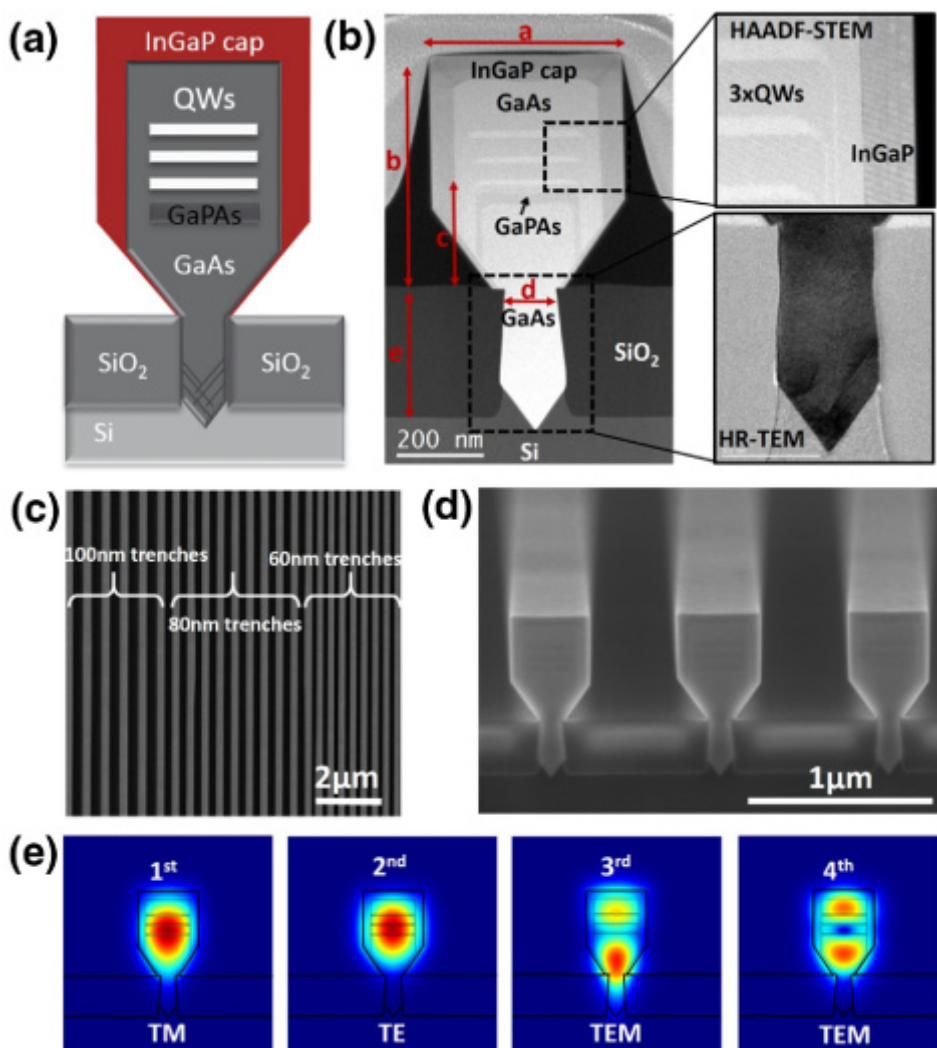 (a)
InGaP cap
QWs
GaPAs
GaAs
SiO₂
SiO₂
Si
(b)
a
InGaP cap
GaAs
b
c
GaPAs
d
GaAs
e
SiO₂
200 nm
Si
HAADF-STEM
3xQWs
InGaP
HR-TEM
(c)
100nm trenches
60nm trenches
80nm trenches
2μm
(d)
1μm
(e)
1st
2nd
3rd
4th
TM
TE
TEM
TEM